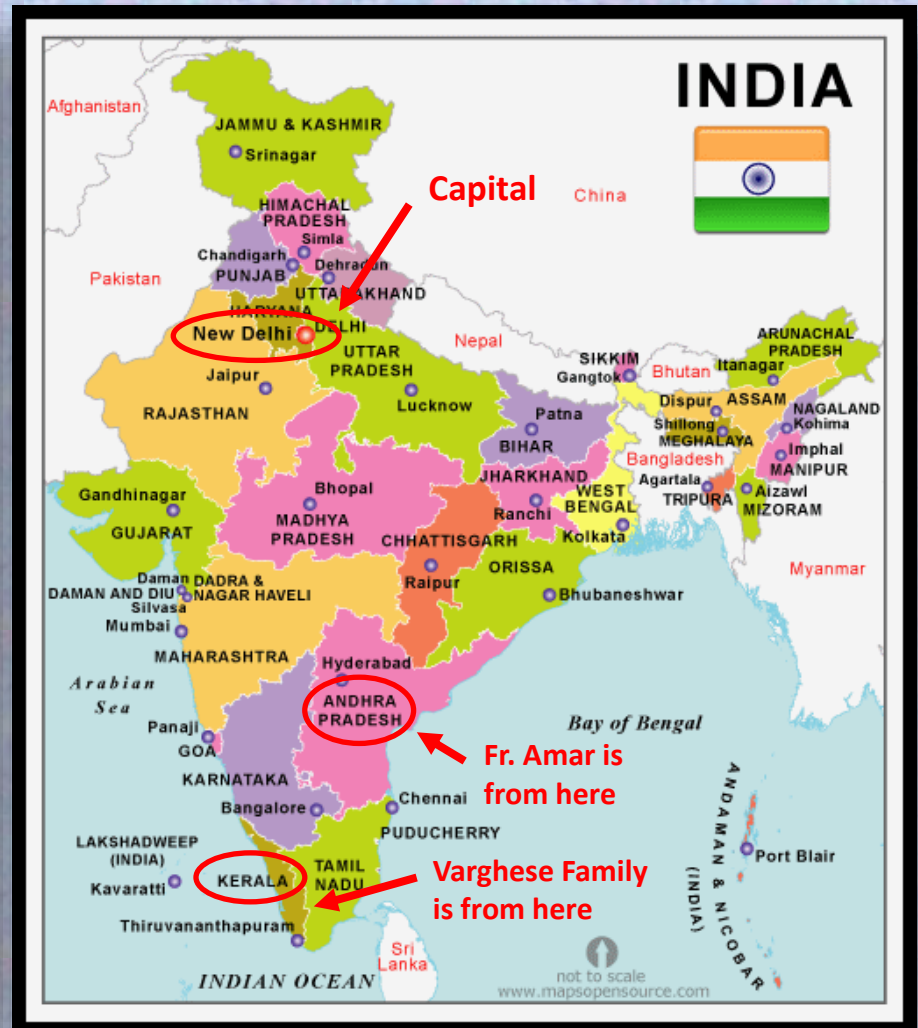 INDIA
Afghanistan
JAMMU & KASHMIR
Srinagar
Capital
China
HIMACHAL
PRADESH
Simla
Chandigarh
PUNJAB
Dehradun
UTTARAKHAND
Pakistan
HARYANA
New Delhi
DELHI
UTTAR
PRADESH
Nepal
Jaipur
RAJASTHAN
Lucknow
SIKKIM
Gangtok
Bhutan
ARUNACHAL
PRADESH
Itanagar
Dispur
ASSAM
NAGALAND
Kohima
Shillong
MEGHALAYA
Imphal
MANIPUR
Bangladesh
Agartala
TRIPURA
Aizawl
MIZORAM
Patna
BIHAR
JHARKHAND
Ranchi
WEST
BENGAL
Kolkata
Gandhinagar
GUJARAT
Bhopal
MADHYA
PRADESH
CHHATTISGARH
Raipur
ORISSA
Bhubaneshwar
Myanmar
Daman
DAMAN AND DIU
DADRA &
NAGAR HAVELI
Silvasa
Mumbai
MAHARASHTRA
Hyderabad
ANDHRA
PRADESH
Arabian
Sea
Bay of Bengal
Panaji
GOA
Fr. Amar is
from here
KARNATAKA
Bangalore
Chennai
PUDUCHERRY
LAKSHADWEEP
(INDIA)
Kavaratti
KERALA
TAMIL
NADU
Varghese Family
is from here
Thiruvananthapuram
ANDAMAN & NICOBAR
(INDIA)
Port Blair
Sri
Lanka
INDIAN OCEAN
not to scale
www.mapsopensource.com